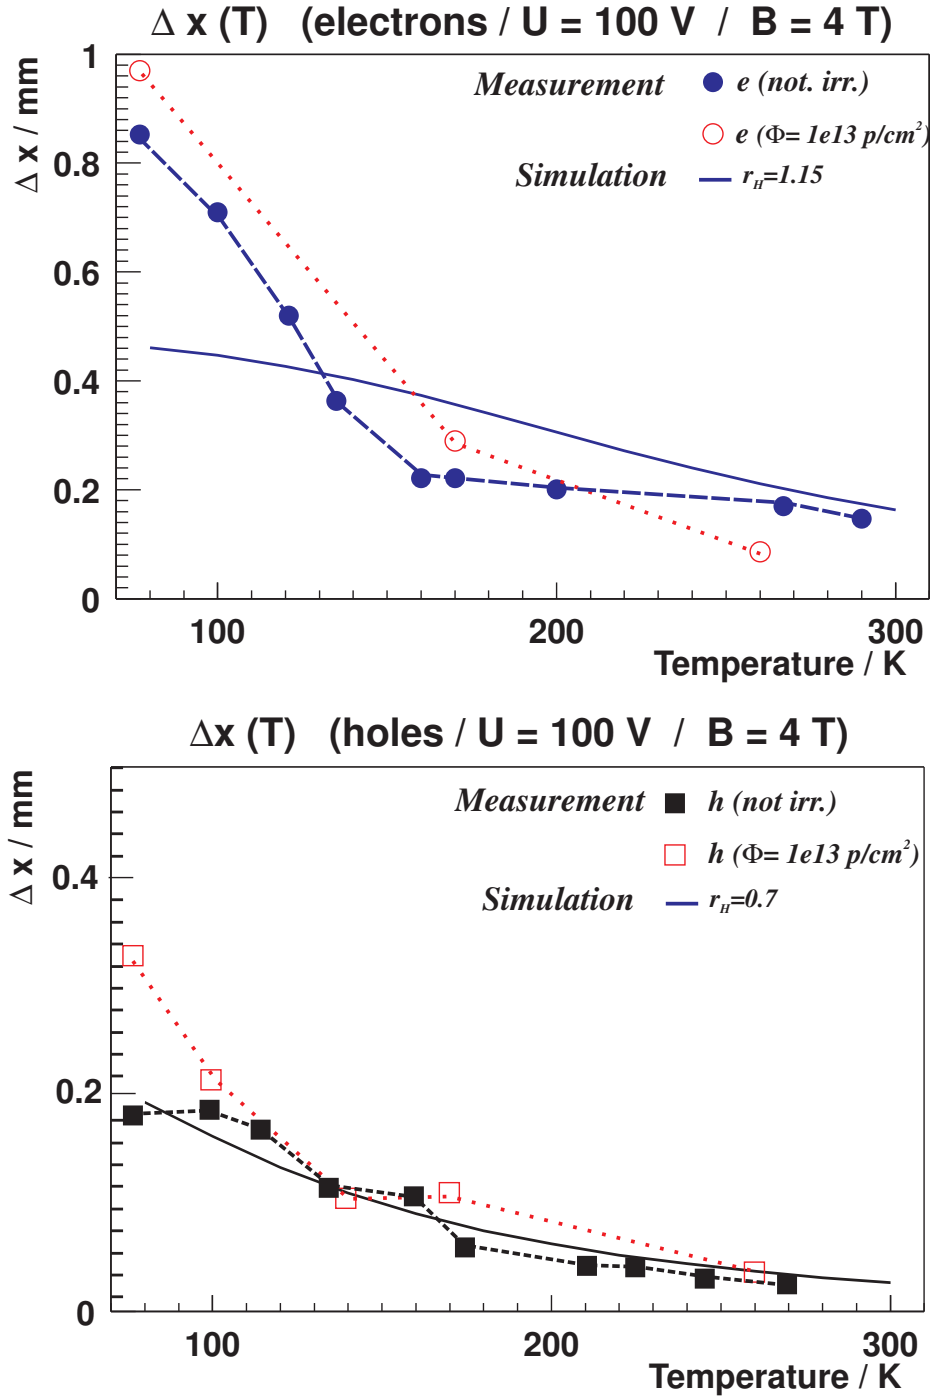 Δ x (T) (electrons / U = 100 V / B = 4 T)
Δ x / mm
1
0.8
0.6
0.4
0.2
0
Measurement
e (not. irr.)
e (Φ= 1e13 p/cm²)
Simulation
r_H=1.15
100
200
300
Temperature / K
Δx (T) (holes / U = 100 V / B = 4 T)
Δ x / mm
0.4
0.2
0
Measurement
h (not irr.)
h (Φ= 1e13 p/cm²)
Simulation
r_H=0.7
100
200
300
Temperature / K